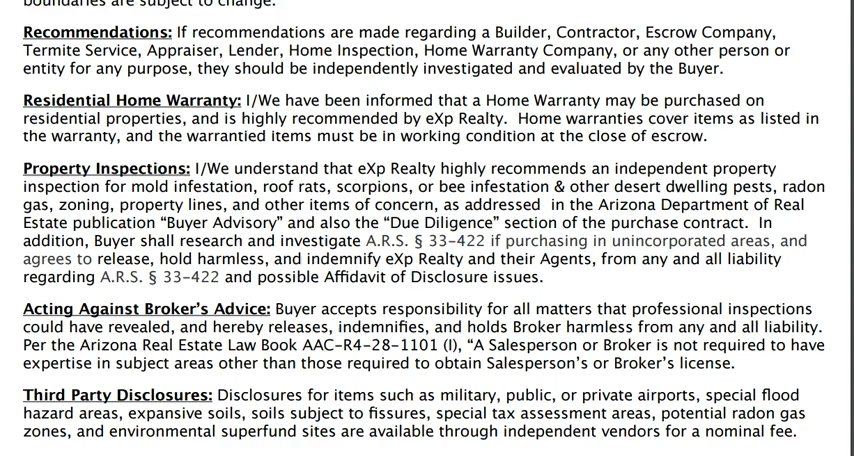 boundaries are subject to change.
Recommendations: If recommendations are made regarding a Builder, Contractor, Escrow Company,
Termite Service, Appraiser, Lender, Home Inspection, Home Warranty Company, or any other person or
entity for any purpose, they should be independently investigated and evaluated by the Buyer.
Residential Home Warranty: I/We have been informed that a Home Warranty may be purchased on
residential properties, and is highly recommended by eXp Realty.  Home warranties cover items as listed in
the warranty, and the warrantied items must be in working condition at the close of escrow.
Property Inspections: I/We understand that eXp Realty highly recommends an independent property
inspection for mold infestation, roof rats, scorpions, or bee infestation & other desert dwelling pests, radon
gas, zoning, property lines, and other items of concern, as addressed  in the Arizona Department of Real
Estate publication “Buyer Advisory” and also the “Due Diligence” section of the purchase contract.  In
addition, Buyer shall research and investigate A.R.S. § 33-422 if purchasing in unincorporated areas, and
agrees to release, hold harmless, and indemnify eXp Realty and their Agents, from any and all liability
regarding A.R.S. § 33-422 and possible Affidavit of Disclosure issues.
Acting Against Broker’s Advice: Buyer accepts responsibility for all matters that professional inspections
could have revealed, and hereby releases, indemnifies, and holds Broker harmless from any and all liability.
Per the Arizona Real Estate Law Book AAC-R4-28-1101 (I), “A Salesperson or Broker is not required to have
expertise in subject areas other than those required to obtain Salesperson’s or Broker’s license.
Third Party Disclosures: Disclosures for items such as military, public, or private airports, special flood
hazard areas, expansive soils, soils subject to fissures, special tax assessment areas, potential radon gas
zones, and environmental superfund sites are available through independent vendors for a nominal fee.